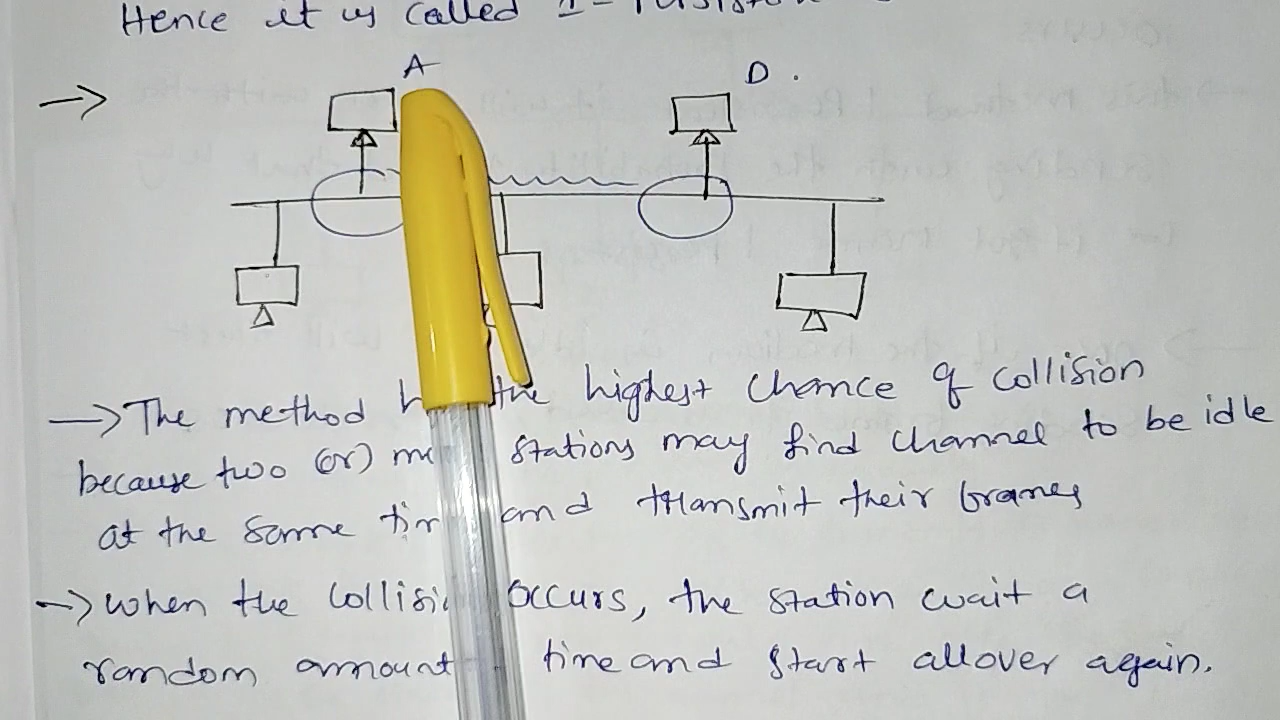 Hence it is called 1-
A D.
→
→ The method the highest chance of collision
because two (or) stations may find channel to be idle
at the same and transmit their frames
→ when the occurs, the station wait a
random amount time and start allover again.